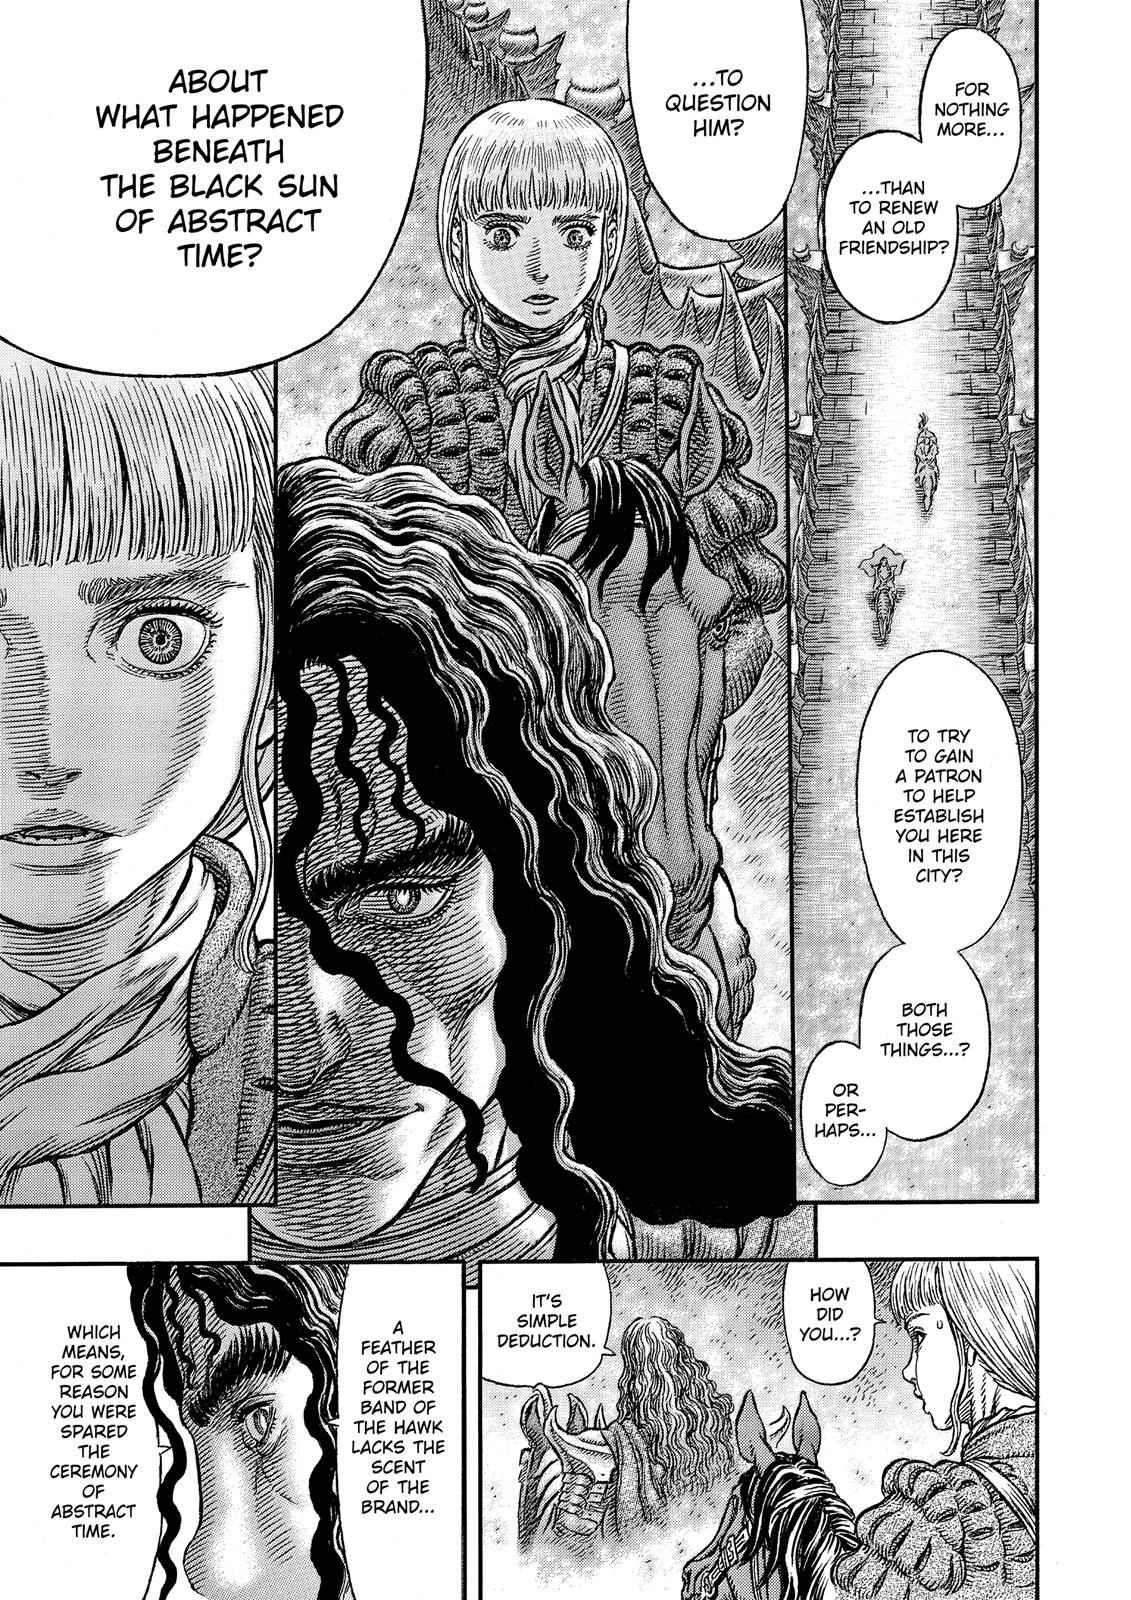 FOR
NOTHING
MORE...
...THAN
TO RENEW
AN OLD
FRIENDSHIP?
TO TRY
TO GAIN
A PATRON
TO HELP
ESTABLISH
YOU HERE
IN THIS
CITY?
BOTH
THOSE
THINGS...?
OR
PER-
HAPS...
...TO
QUESTION
HIM?
ABOUT
WHAT HAPPENED
BENEATH
THE BLACK SUN
OF ABSTRACT
TIME?
HOW
DID
YOU...?
IT'S
SIMPLE
DEDUCTION.
A
FEATHER
OF THE
FORMER
BAND OF
THE HAWK
LACKS THE
SCENT
OF THE
BRAND...
WHICH
MEANS,
FOR SOME
REASON
YOU WERE
SPARED
THE
CEREMONY
OF
ABSTRACT
TIME.